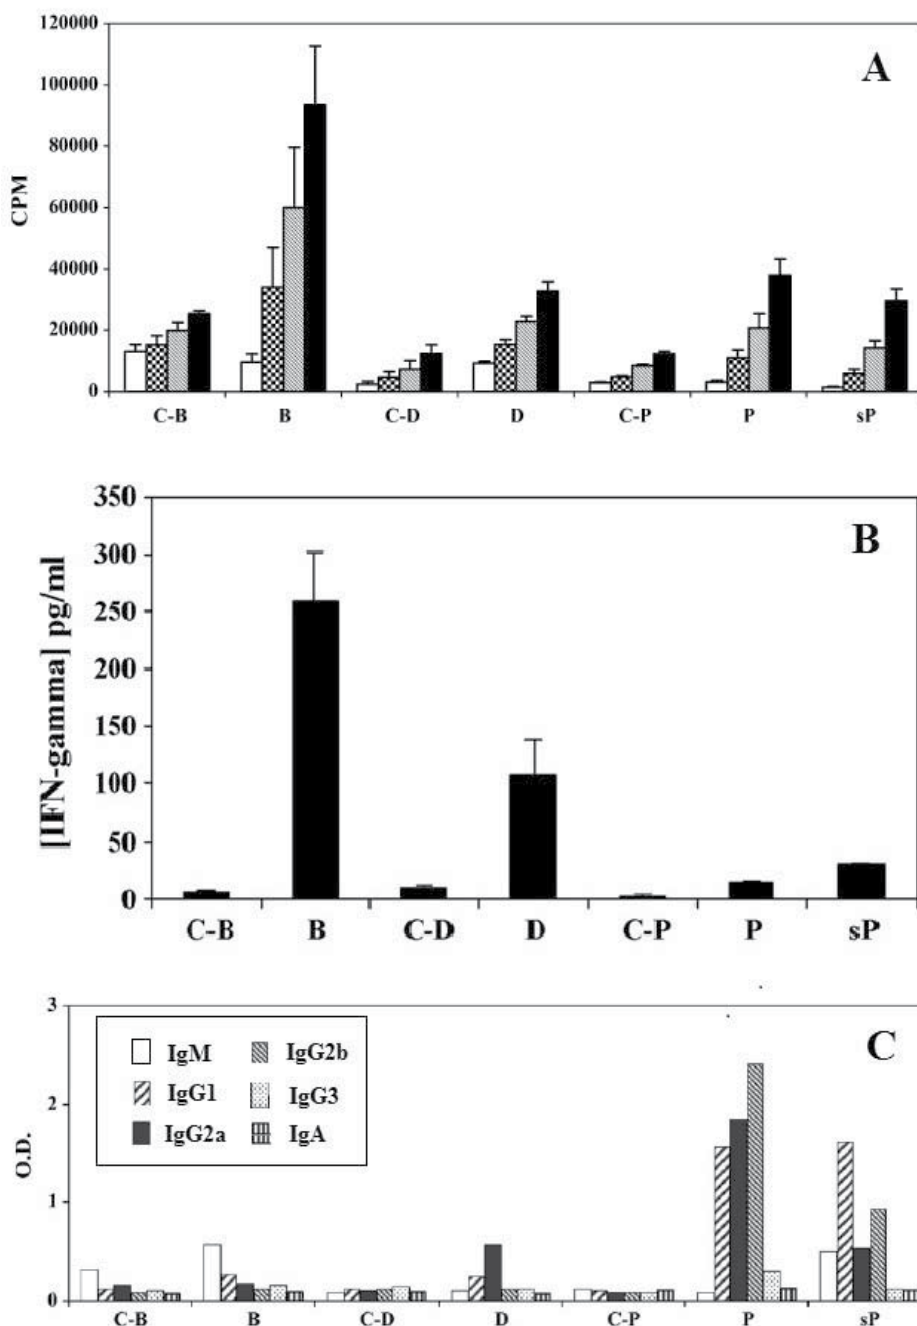 120000
A
100000
80000
CPM
60000
40000
20000
0
C-B B C-D D C-P P sP
350
B
300
[IFN-gamma] pg/ml
250
200
150
100
50
0
C-B B C-D D C-P P sP
3
C
IgM IgG2b
IgG1 IgG3
IgG2a IgA
2
O.D.
1
0
C-B B C-D D C-P P sP